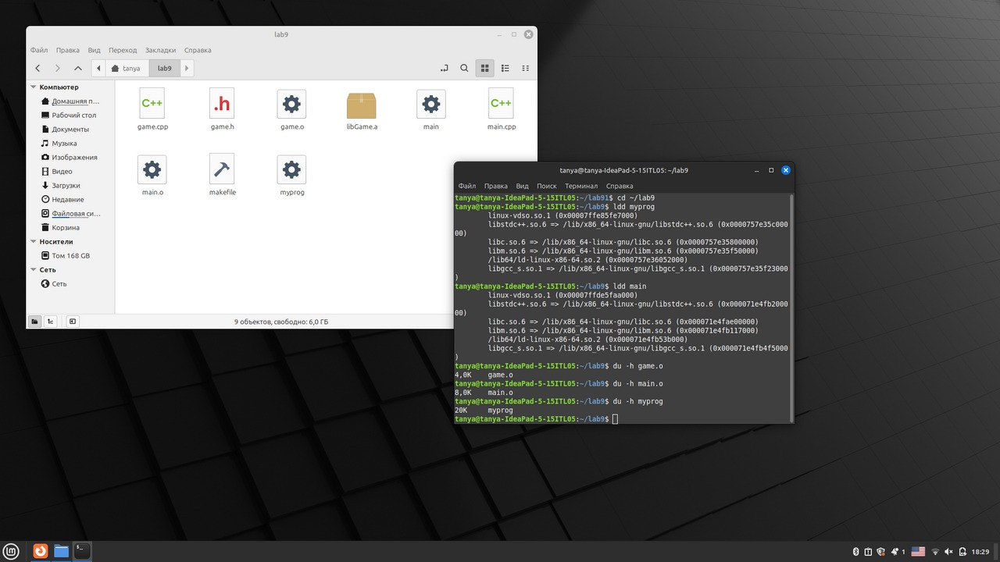 lab9
Файл Правка Вид Переход Закладки Справка
tanya lab9
Компьютер
Домашняя п...
Рабочий стол
Документы
Музыка
Изображения
Видео
Загрузки
Недавние
Файловая си...
Корзина
Носители
Том 168 GB
Сеть
Сеть
C++ .h C++
game.cpp game.h game.o libGame.a main main.cpp
main.o makefile myprog
9 объектов, свободно: 6,0 ГБ
tanya@tanya-IdeaPad-5-15ITL05: ~/lab9
Файл Правка Вид Поиск Терминал Справка
tanya@tanya-IdeaPad-5-15ITL05:~/lab91$ cd ~/lab9
tanya@tanya-IdeaPad-5-15ITL05:~/lab9$ ldd myprog
linux-vdso.so.1 (0x00007ffe85fe7000)
libstdc++.so.6 => /lib/x86_64-linux-gnu/libstdc++.so.6 (0x0000757e35c000
00)
libc.so.6 => /lib/x86_64-linux-gnu/libc.so.6 (0x0000757e35800000)
libm.so.6 => /lib/x86_64-linux-gnu/libm.so.6 (0x0000757e35f50000)
/lib64/ld-linux-x86-64.so.2 (0x0000757e36052000)
libgcc_s.so.1 => /lib/x86_64-linux-gnu/libgcc_s.so.1 (0x0000757e35f23000
)
tanya@tanya-IdeaPad-5-15ITL05:~/lab9$ ldd main
linux-vdso.so.1 (0x00007ffde5faa000)
libstdc++.so.6 => /lib/x86_64-linux-gnu/libstdc++.so.6 (0x000071e4fb2000
00)
libc.so.6 => /lib/x86_64-linux-gnu/libc.so.6 (0x000071e4fae00000)
libm.so.6 => /lib/x86_64-linux-gnu/libm.so.6 (0x000071e4fb117000)
/lib64/ld-linux-x86-64.so.2 (0x000071e4fb53b000)
libgcc_s.so.1 => /lib/x86_64-linux-gnu/libgcc_s.so.1 (0x000071e4fb4f5000
)
tanya@tanya-IdeaPad-5-15ITL05:~/lab9$ du -h game.o
4,0K game.o
tanya@tanya-IdeaPad-5-15ITL05:~/lab9$ du -h main.o
8,0K main.o
tanya@tanya-IdeaPad-5-15ITL05:~/lab9$ du -h myprog
20K myprog
tanya@tanya-IdeaPad-5-15ITL05:~/lab9$
1 18:29